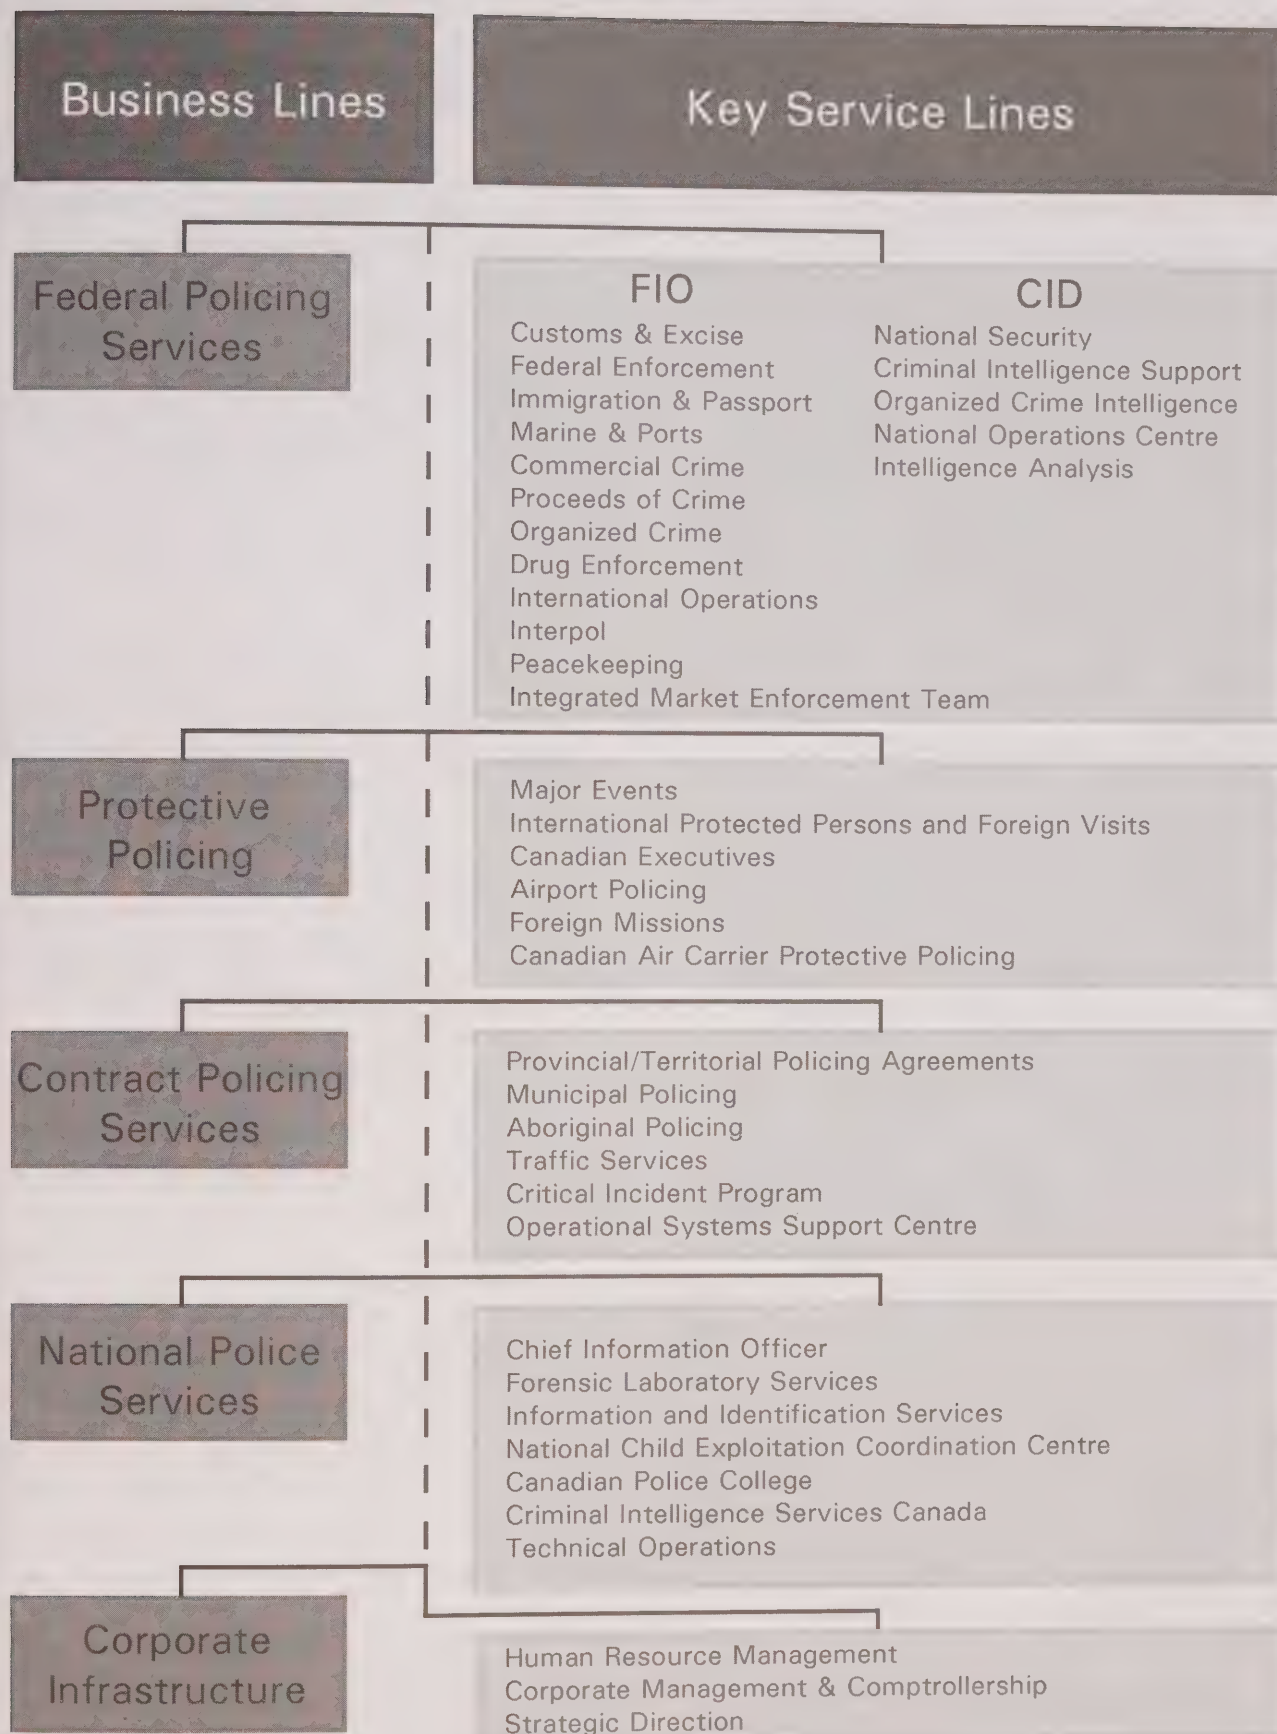 Business Lines
Key Service Lines
Federal Policing
Services
FIO
Customs & Excise
Federal Enforcement
Immigration & Passport
Marine & Ports
Commercial Crime
Proceeds of Crime
Organized Crime
Drug Enforcement
International Operations
Interpol
Peacekeeping
Integrated Market Enforcement Team
CID
National Security
Criminal Intelligence Support
Organized Crime Intelligence
National Operations Centre
Intelligence Analysis
Protective
Policing
Major Events
International Protected Persons and Foreign Visits
Canadian Executives
Airport Policing
Foreign Missions
Canadian Air Carrier Protective Policing
Contract Policing
Services
Provincial/Territorial Policing Agreements
Municipal Policing
Aboriginal Policing
Traffic Services
Critical Incident Program
Operational Systems Support Centre
National Police
Services
Chief Information Officer
Forensic Laboratory Services
Information and Identification Services
National Child Exploitation Coordination Centre
Canadian Police College
Criminal Intelligence Services Canada
Technical Operations
Corporate
Infrastructure
Human Resource Management
Corporate Management & Comptrollership
Strategic Direction